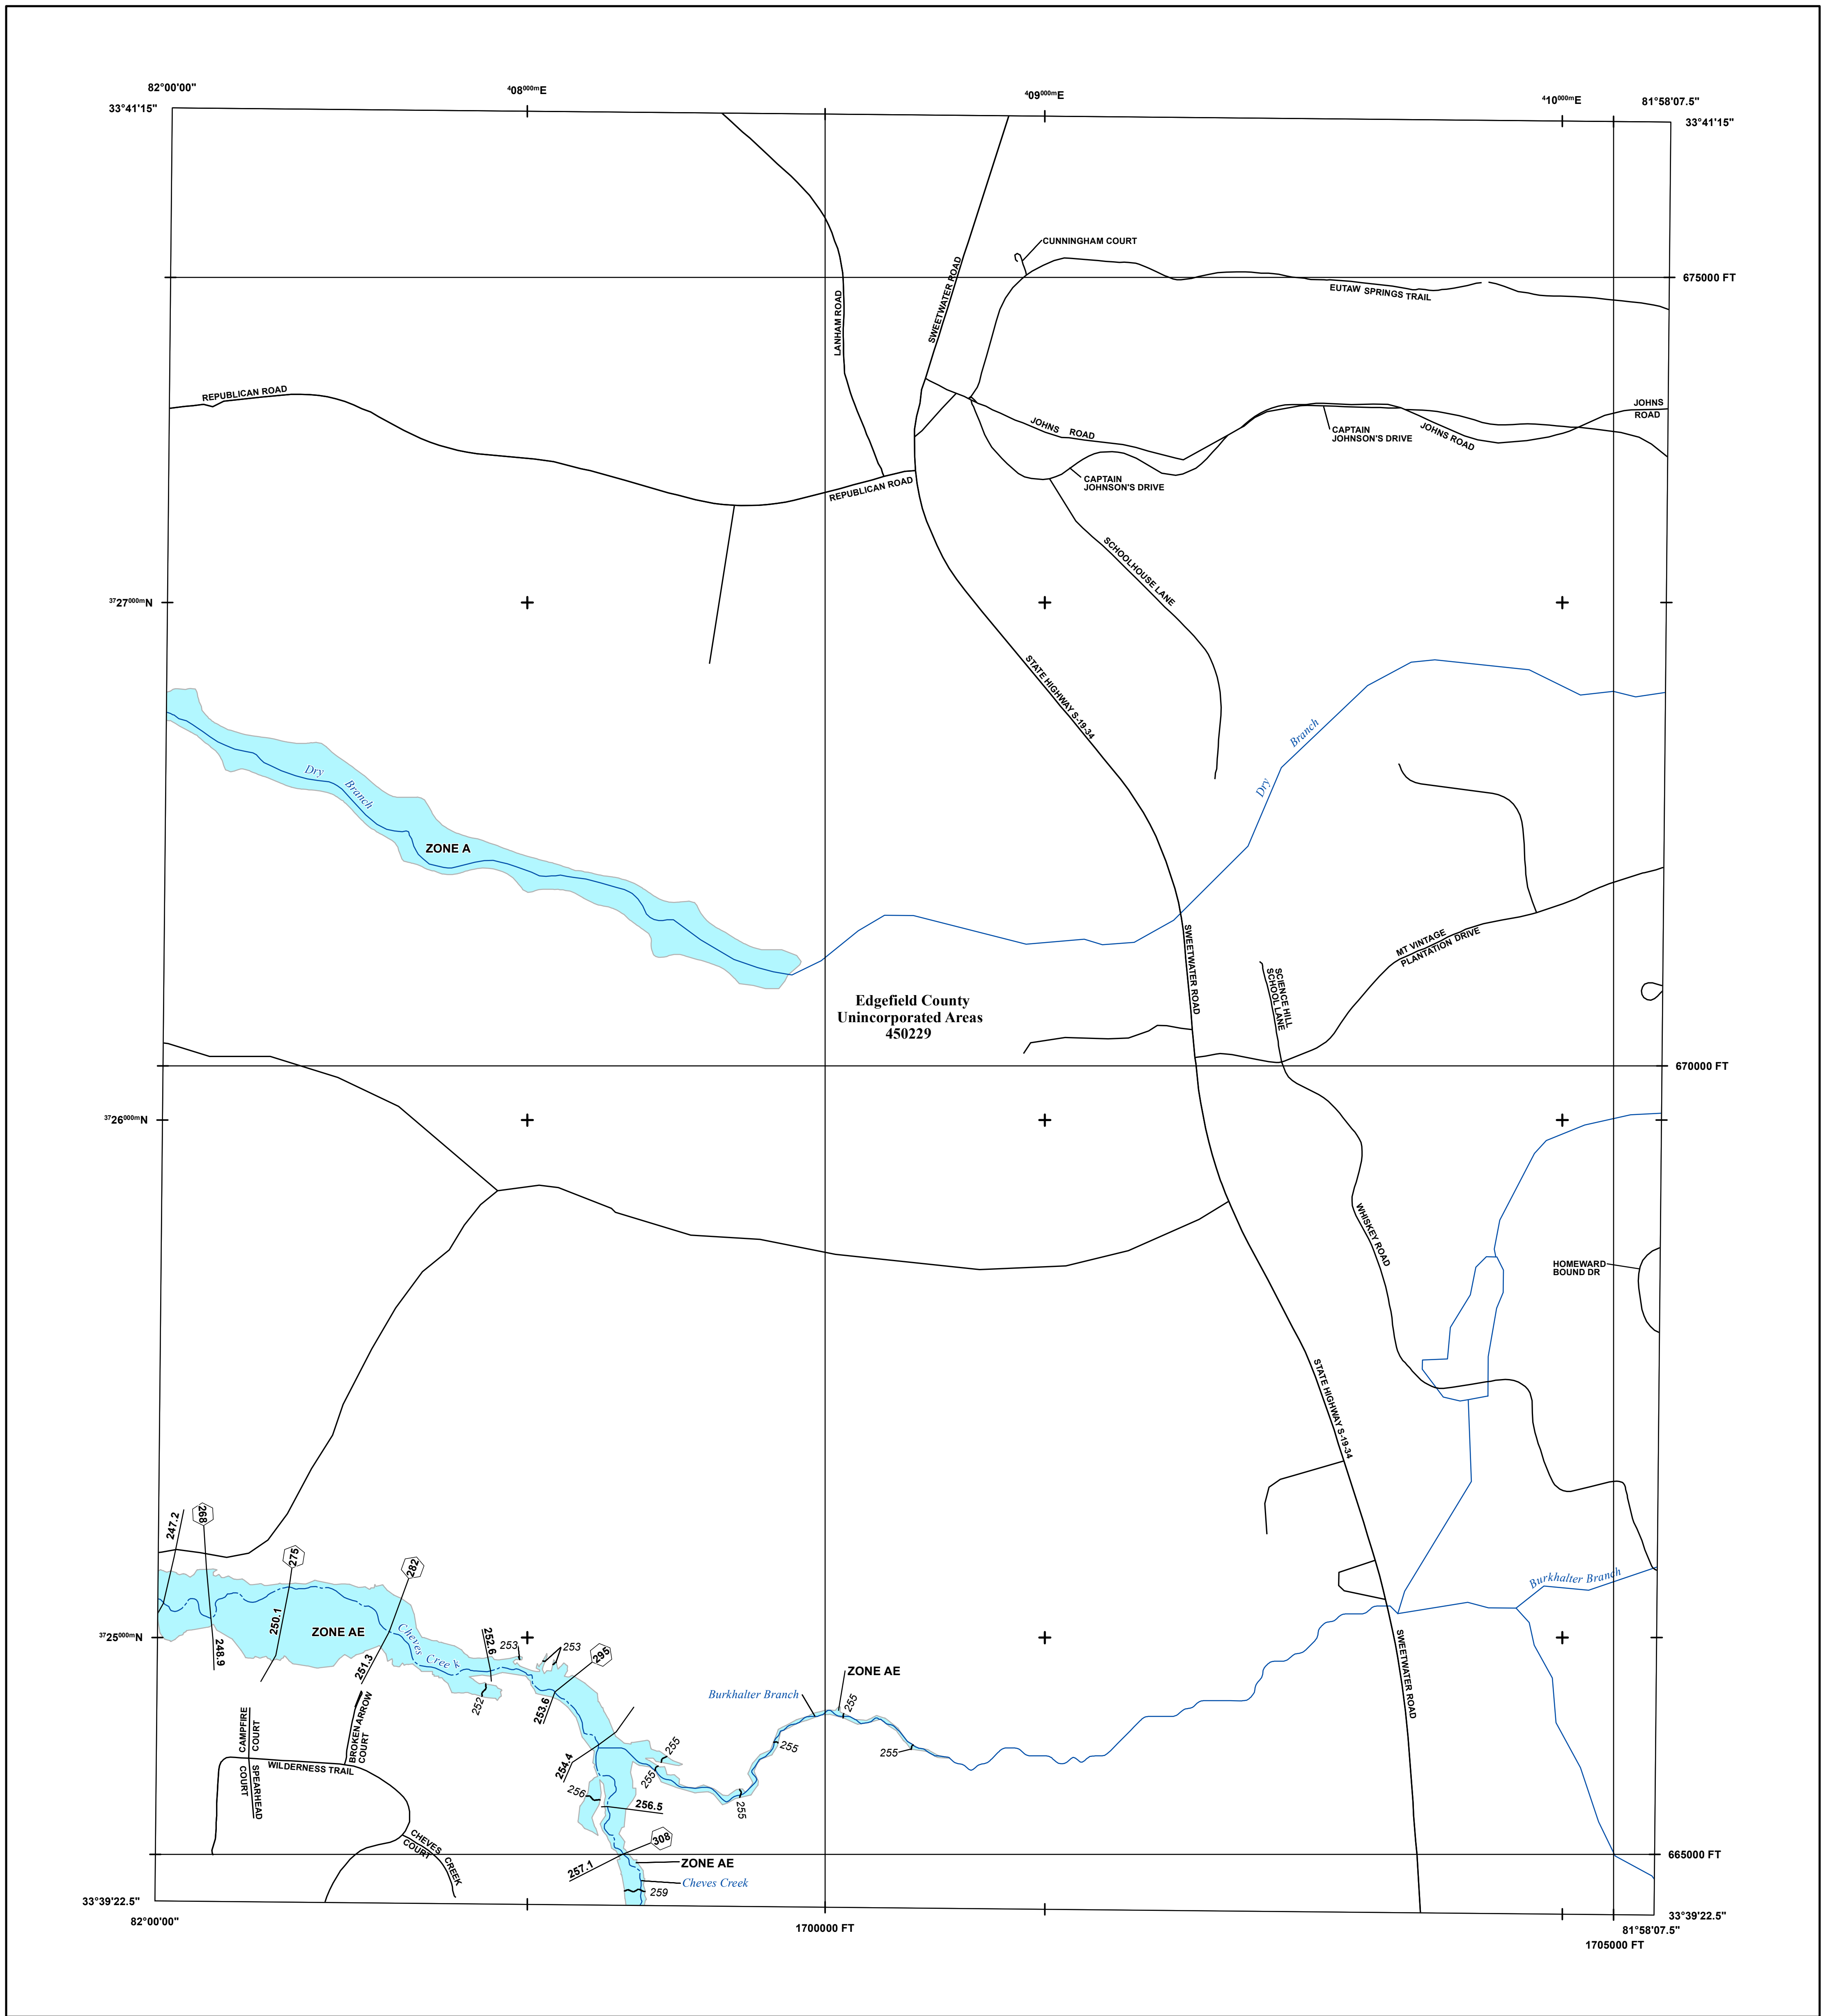 82°00'00"
408000mE
409000mE
410000mE
81°58'07.5"
33°41'15"
33°41'15"
CUNNINGHAM COURT
SWEETWATER ROAD
LANHAM ROAD
EUTAW SPRINGS TRAIL
675000 FT
REPUBLICAN ROAD
JOHNS ROAD
CAPTAIN
JOHNSON'S DRIVE
JOHNS ROAD
JOHNS
ROAD
REPUBLICAN ROAD
CAPTAIN
JOHNSON'S DRIVE
SCHOOLHOUSE LANE
3727000mN
STATE HIGHWAY S-19-34
Dry Branch
Dry Branch
ZONE A
SWEETWATER ROAD
MT VINTAGE
PLANTATION DRIVE
SCIENCE HILL
SCHOOL LANE
Edgefield County
Unincorporated Areas
450229
670000 FT
3726000mN
WHISKEY ROAD
HOMEWARD
BOUND DR
STATE HIGHWAY S-19-34
247.2
268
275
282
Burkhalter Branch
250.1
ZONE AE
Cheves Creek
3725000mN
248.9
251.3
252.6
253
253
295
252
253.6
SWEETWATER ROAD
ZONE AE
Burkhalter Branch
255
CAMPFIRE
COURT
BROKEN ARROW
COURT
WILDERNESS TRAIL
SPEARHEAD
COURT
254.4
255
255
255
255
255
256
256.5
CHEVES CREEK
COURT
308
257.1
ZONE AE
Cheves Creek
259
665000 FT
33°39'22.5"
33°39'22.5"
82°00'00"
1700000 FT
81°58'07.5"
1705000 FT